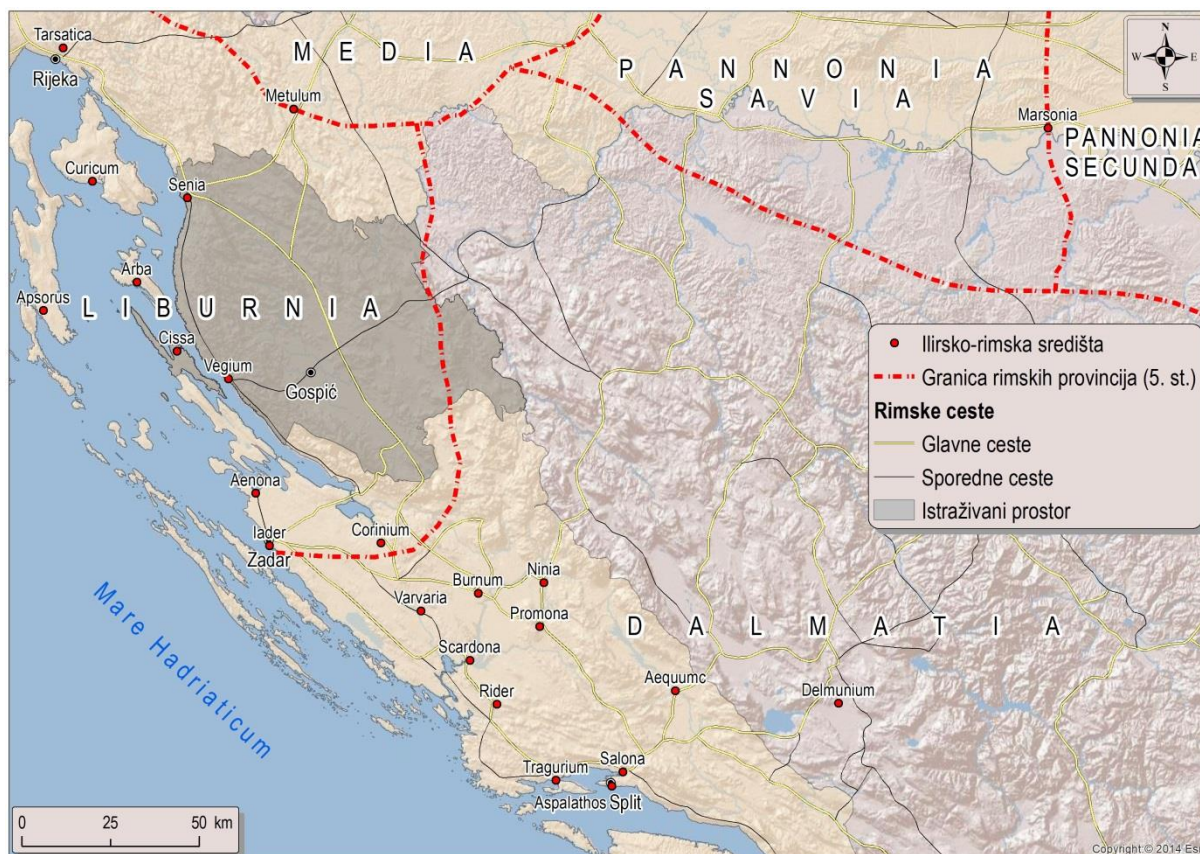 Tarsatica
Rijeka
M E D I A
Metulum
P A N N O N I A
S A V I A
N
W E
S
Marsonia
PANNONIA
SECUNDA
Curicum
Senia
Arba
Apsorus
L I B U R N I A
Cissa
Vegium
Gospić
Ilirsko-rimska središta
Granica rimskih provincija (5. st.)
Rimske ceste
Glavne ceste
Sporedne ceste
Istraživani prostor
Aenona
Iader
Zadar
Corinium
Burnum
Ninia
Varvaria
Promona
D A L M A T I A
Mare Hadriaticum
Scardona
Aequumc
Delmunium
Rider
Salona
Tragurium
Aspalathos Split
0 25 50 km
Copyright:© 2014 Es